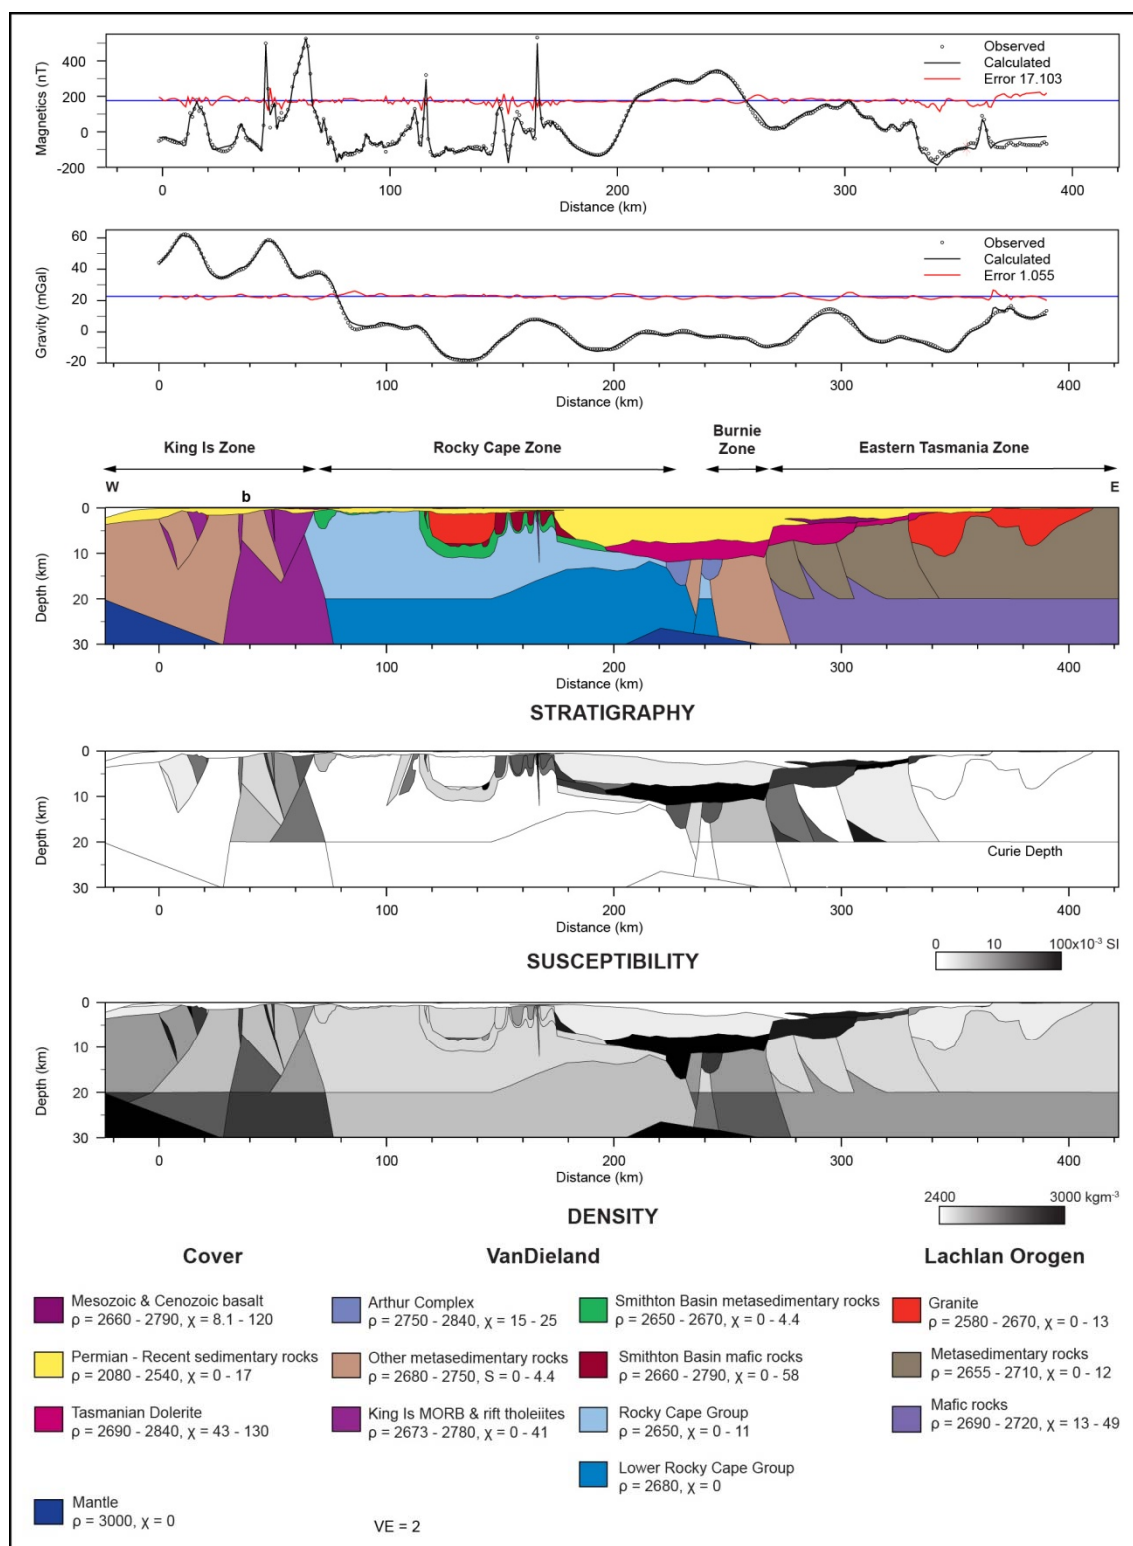 Magnetics (nT)
400
200
0
-200
Observed
Calculated
Error 17.103
0 100 200 300 400
Distance (km)
Gravity (mGal)
60
40
20
0
-20
Observed
Calculated
Error 1.055
0 100 200 300 400
Distance (km)
King Is Zone
Rocky Cape Zone
Burnie
Zone
Eastern Tasmania Zone
W
b
E
Depth (km)
0
10
20
30
0 100 200 300 400
Distance (km)
STRATIGRAPHY
Depth (km)
0
10
20
30
Curie Depth
0 100 200 300 400
Distance (km)
0 10 100x10⁻³ SI
SUSCEPTIBILITY
Depth (km)
0
10
20
30
0 100 200 300 400
Distance (km)
2400 3000 kgm⁻³
DENSITY
Cover
Mesozoic & Cenozoic basalt
ρ = 2660 - 2790, χ = 8.1 - 120
Permian - Recent sedimentary rocks
ρ = 2080 - 2540, χ = 0 - 17
Tasmanian Dolerite
ρ = 2690 - 2840, χ = 43 - 130
Mantle
ρ = 3000, χ = 0
VanDieland
Arthur Complex
ρ = 2750 - 2840, χ = 15 - 25
Other metasedimentary rocks
ρ = 2680 - 2750, S = 0 - 4.4
King Is MORB & rift tholeiites
ρ = 2673 - 2780, χ = 0 - 41
Smithton Basin metasedimentary rocks
ρ = 2650 - 2670, χ = 0 - 4.4
Smithton Basin mafic rocks
ρ = 2660 - 2790, χ = 0 - 58
Rocky Cape Group
ρ = 2650, χ = 0 - 11
Lower Rocky Cape Group
ρ = 2680, χ = 0
Lachlan Orogen
Granite
ρ = 2580 - 2670, χ = 0 - 13
Metasedimentary rocks
ρ = 2655 - 2710, χ = 0 - 12
Mafic rocks
ρ = 2690 - 2720, χ = 13 - 49
VE = 2